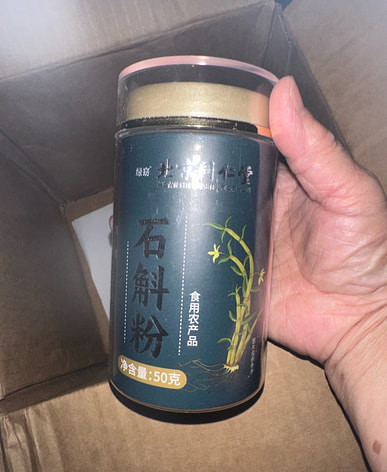 绿窈
北京同仁堂
石斛粉
食用农产品
净含量:50克